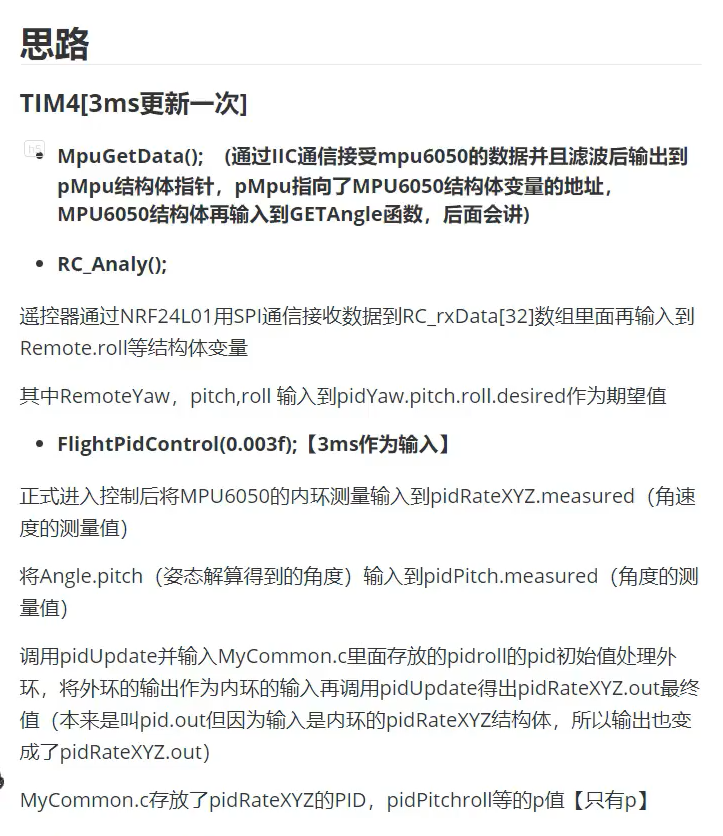 思路
TIM4[3ms更新一次]
h5
MpuGetData(); (通过IIC通信接受mpu6050的数据并且滤波后输出到
pMpu结构体指针，pMpu指向了MPU6050结构体变量的地址，
MPU6050结构体再输入到GETAngle函数，后面会讲)
RC_Analy();
遥控器通过NRF24L01用SPI通信接收数据到RC_rxData[32]数组里面再输入到
Remote.roll等结构体变量
其中RemoteYaw，pitch,roll 输入到pidYaw.pitch.roll.desired作为期望值
FlightPidControl(0.003f);【3ms作为输入】
正式进入控制后将MPU6050的内环测量输入到pidRateXYZ.measured（角速
度的测量值）
将Angle.pitch（姿态解算得到的角度）输入到pidPitch.measured（角度的测
量值）
调用pidUpdate并输入MyCommon.c里面存放的pidroll的pid初始值处理外
环，将外环的输出作为内环的输入再调用pidUpdate得出pidRateXYZ.out最终
值（本来是叫pid.out但因为输入是内环的pidRateXYZ结构体，所以输出也变
成了pidRateXYZ.out）
MyCommon.c存放了pidRateXYZ的PID，pidPitchroll等的p值【只有p】